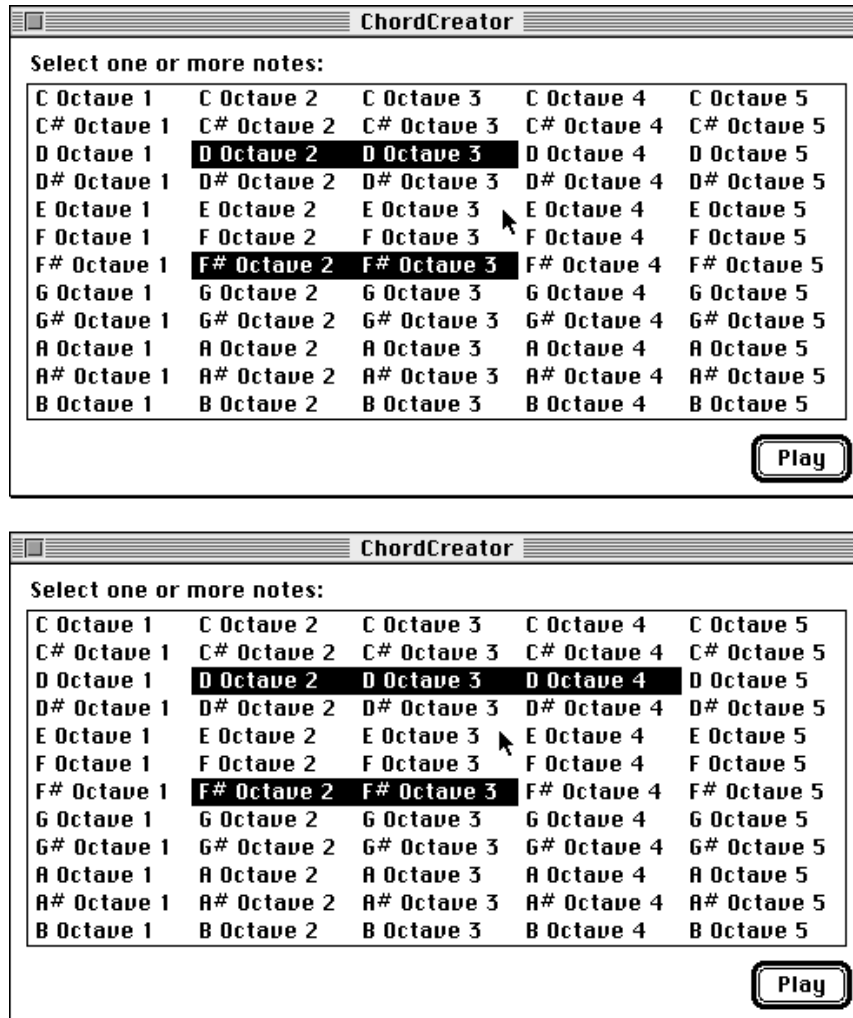 ChordCreator
Select one or more notes:
C Octave 1 C Octave 2 C Octave 3 C Octave 4 C Octave 5
C# Octave 1 C# Octave 2 C# Octave 3 C# Octave 4 C# Octave 5
D Octave 1 D Octave 2 D Octave 3 D Octave 4 D Octave 5
D# Octave 1 D# Octave 2 D# Octave 3 D# Octave 4 D# Octave 5
E Octave 1 E Octave 2 E Octave 3 E Octave 4 E Octave 5
F Octave 1 F Octave 2 F Octave 3 F Octave 4 F Octave 5
F# Octave 1 F# Octave 2 F# Octave 3 F# Octave 4 F# Octave 5
G Octave 1 G Octave 2 G Octave 3 G Octave 4 G Octave 5
G# Octave 1 G# Octave 2 G# Octave 3 G# Octave 4 G# Octave 5
A Octave 1 A Octave 2 A Octave 3 A Octave 4 A Octave 5
A# Octave 1 A# Octave 2 A# Octave 3 A# Octave 4 A# Octave 5
B Octave 1 B Octave 2 B Octave 3 B Octave 4 B Octave 5
Play
ChordCreator
Select one or more notes:
C Octave 1 C Octave 2 C Octave 3 C Octave 4 C Octave 5
C# Octave 1 C# Octave 2 C# Octave 3 C# Octave 4 C# Octave 5
D Octave 1 D Octave 2 D Octave 3 D Octave 4 D Octave 5
D# Octave 1 D# Octave 2 D# Octave 3 D# Octave 4 D# Octave 5
E Octave 1 E Octave 2 E Octave 3 E Octave 4 E Octave 5
F Octave 1 F Octave 2 F Octave 3 F Octave 4 F Octave 5
F# Octave 1 F# Octave 2 F# Octave 3 F# Octave 4 F# Octave 5
G Octave 1 G Octave 2 G Octave 3 G Octave 4 G Octave 5
G# Octave 1 G# Octave 2 G# Octave 3 G# Octave 4 G# Octave 5
A Octave 1 A Octave 2 A Octave 3 A Octave 4 A Octave 5
A# Octave 1 A# Octave 2 A# Octave 3 A# Octave 4 A# Octave 5
B Octave 1 B Octave 2 B Octave 3 B Octave 4 B Octave 5
Play